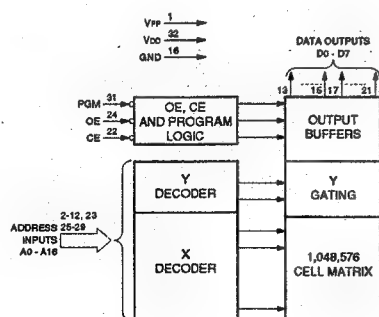 VPP 1
VDD 32
GND 16
DATA OUTPUTS
D0 - D7
13 15 17 21
PGM 31
OE 24
CE 22
OE, CE
AND PROGRAM
LOGIC
OUTPUT
BUFFERS
Y
DECODER
Y
GATING
2-12, 23
25-29
ADDRESS
INPUTS
A0 - A16
X
DECODER
1,048,576
CELL MATRIX